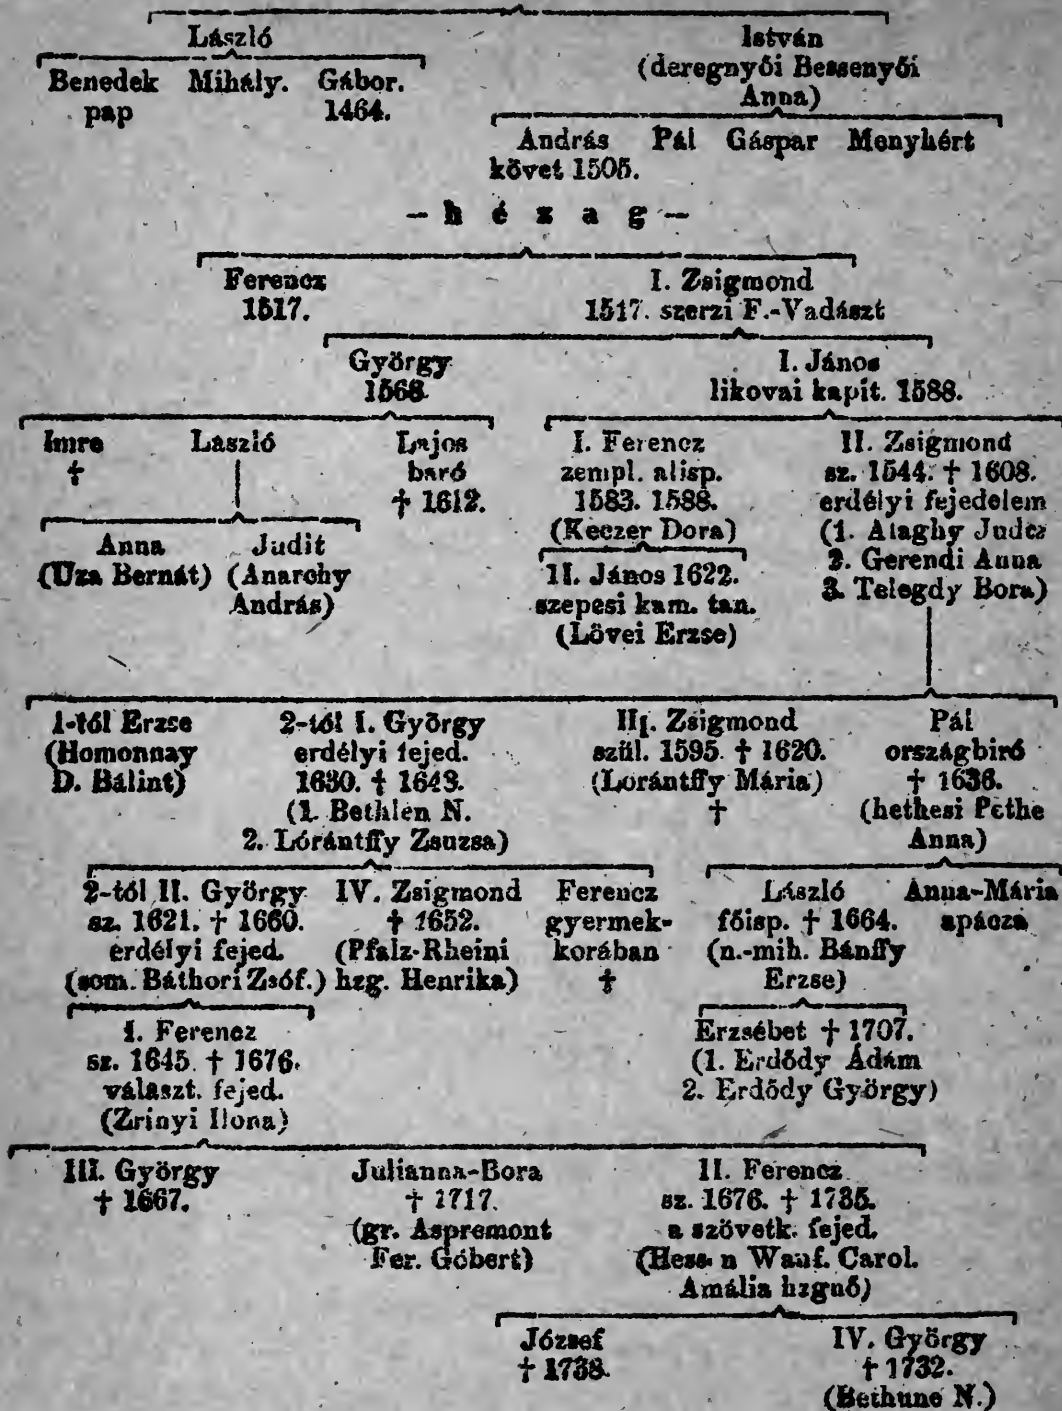 László
Benedek Mihály. Gábor.
pap 1464.
István
(deregnyői Bessenyői
Anna)
András Pál Gáspar Menyhért
követ 1505.
– h é z a g –
Ferencz
1517.
I. Zsigmond
1517. szerzi F.-Vadászt
György
1568.
I. János
likovai kapit. 1588.
Imre
†
László
Lajos
báró
† 1612.
Anna
(Uza Bernát)
Judit
(Anarchy
András)
I. Ferencz
zempl. alisp.
1583. 1588.
(Keczer Dora)
II. János 1622.
szepesi kam. tan.
(Lövei Erzse)
II. Zsigmond
sz. 1544. † 1608.
erdélyi fejedelem
(1. Alaghy
2. Gerendi Anna
3. Telegdy Bora)
1-től Erzse
(Homonnay
D. Bálint)
2-től I. György
erdélyi fejed.
1630. † 1648.
(1. Bethlen N.
2. Lórántffy Zsuzsa)
III. Zsigmond
szül. 1595. † 1620.
(Lorántffy Mária)
†
Pál
országbiró
† 1636.
(hethesi Pethe
Anna)
2-tól II. György
sz. 1621. † 1660.
erdélyi fejed.
(som. Báthori Zsóf.)
IV. Zsigmond
† 1652.
(Pfalz-Rheini
hzg. Henrika)
Ferencz
gyermek-
korában
†
László
főisp. † 1664.
(n.-mih. Bánffy
Erzse)
Anna-Mária
apácza
I. Ferencz
sz. 1645. † 1676.
választ. fejed.
(Zrinyi Ilona)
Erzsébet † 1707.
(1. Erdődy Ádám
2. Erdődy György)
III. György
† 1667.
Julianna-Bora
† 1717.
(gr. Aspremont
Fer. Góbert)
II. Ferencz
sz. 1676. † 1735.
a szövetk. fejed.
Carol.
Amália hzgnő)
József
† 1738.
IV. György
† 1732.
(Bethune N.)